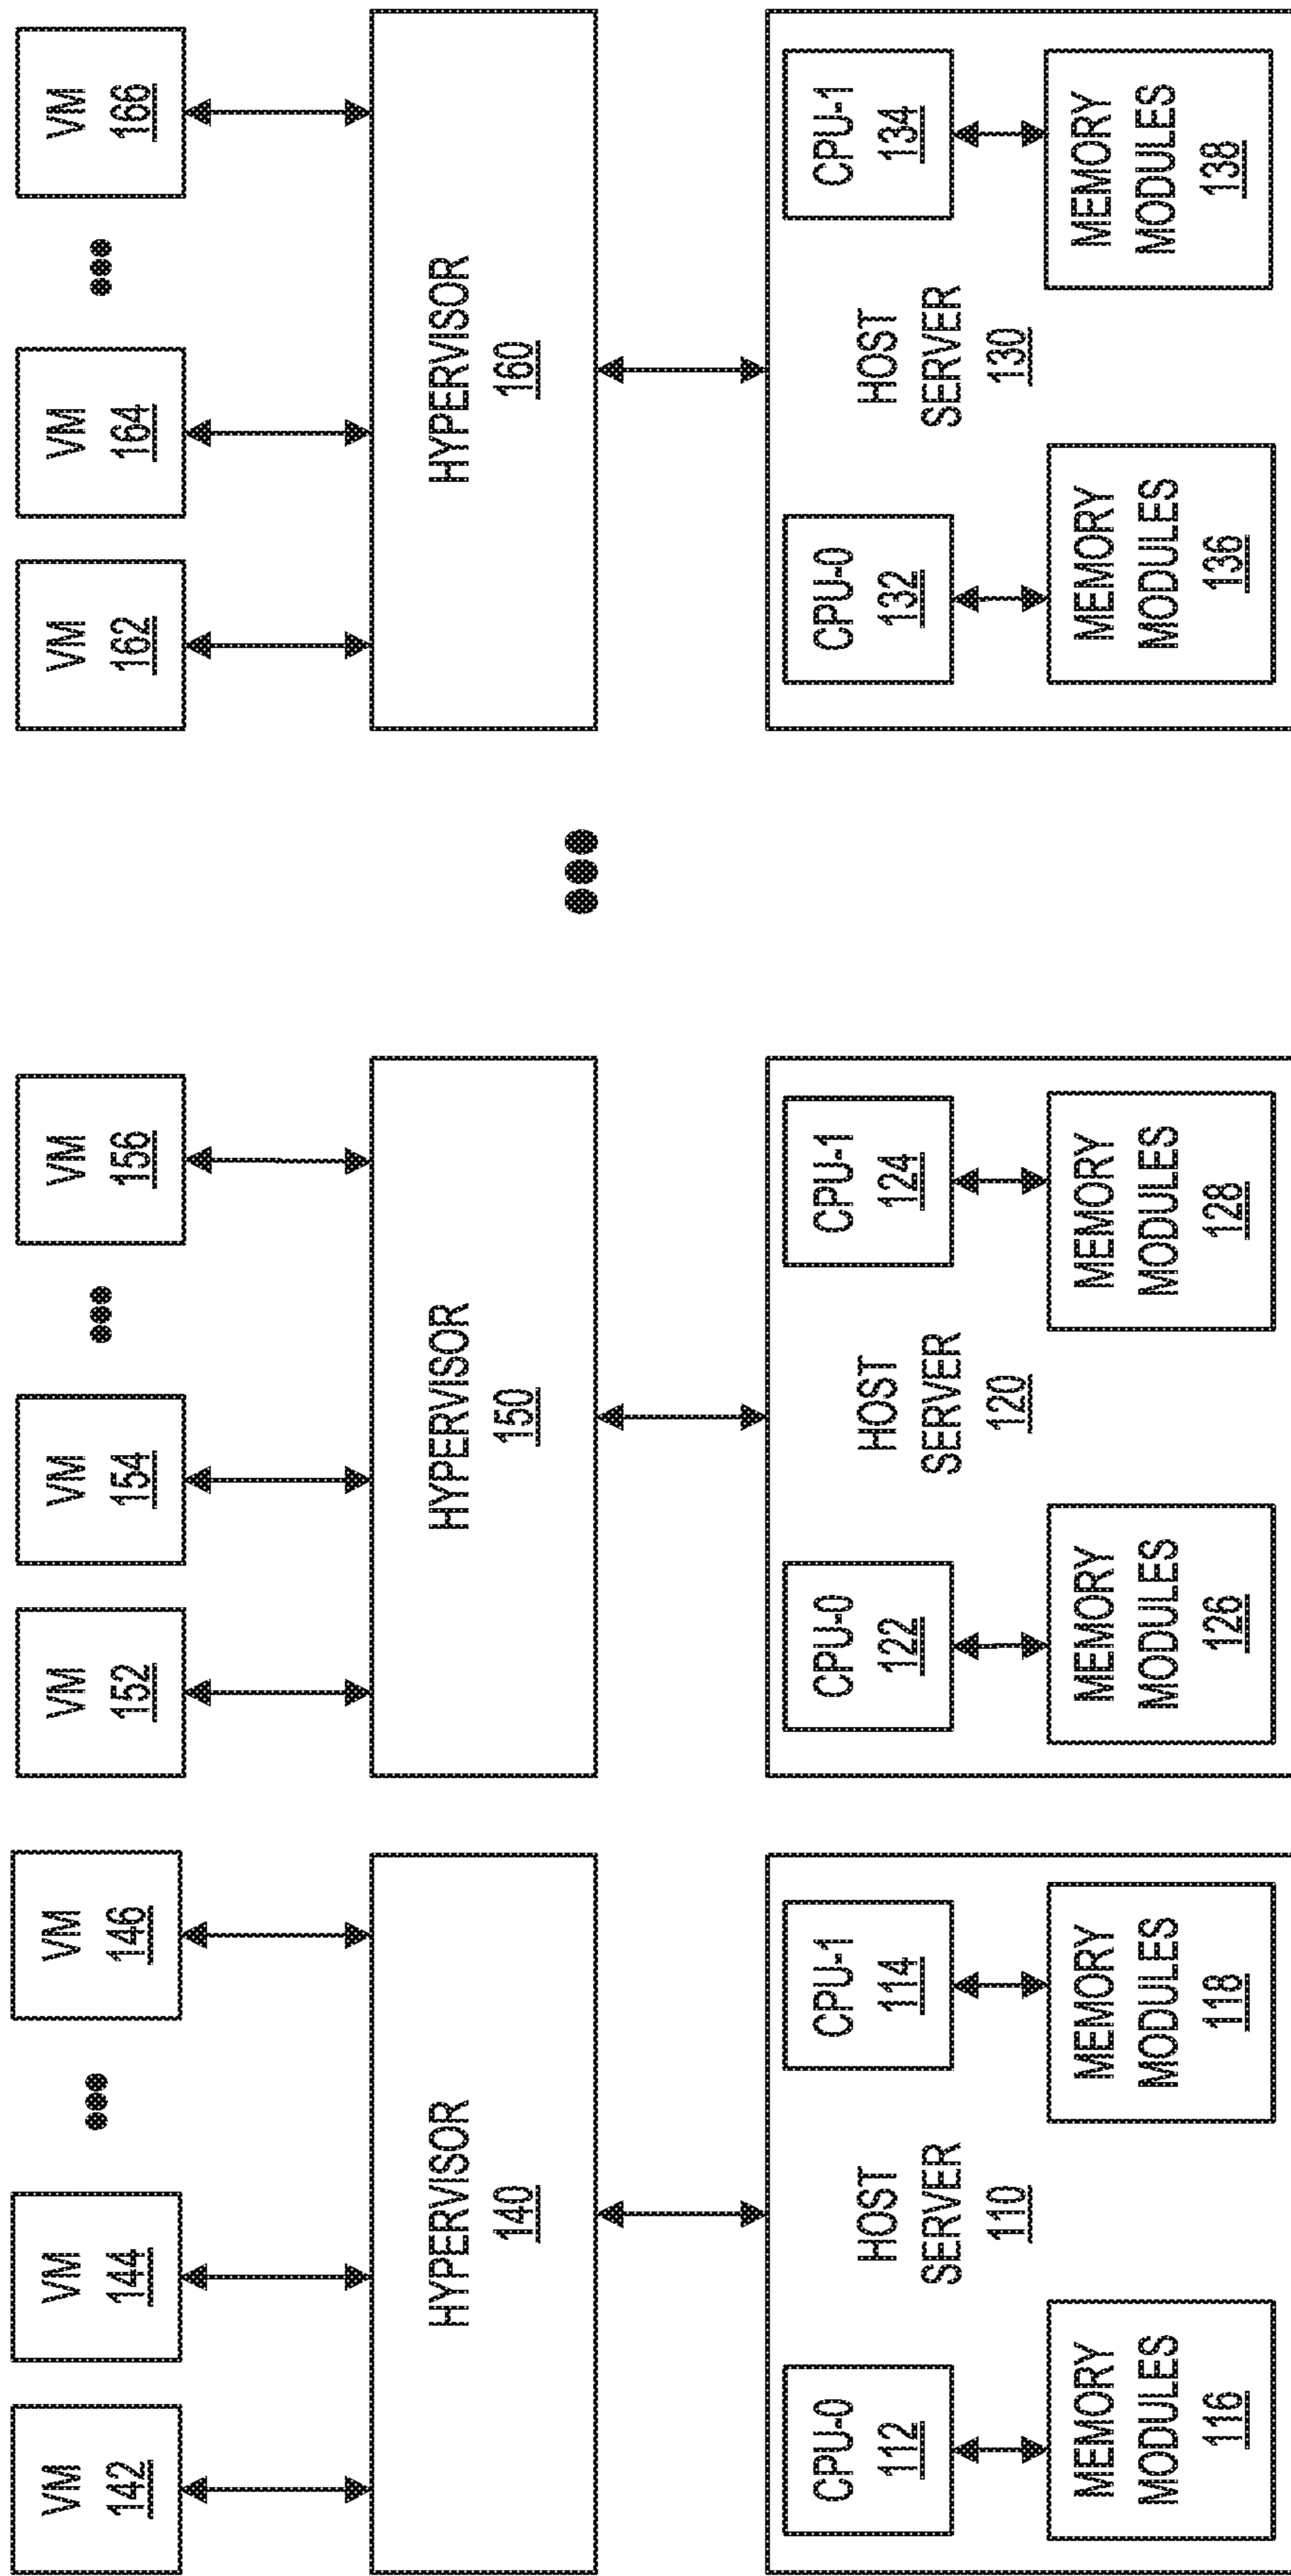 VM
142
VM
144
VM
146
VM
152
VM
154
VM
156
VM
162
VM
164
VM
166
HYPERVISOR
140
HYPERVISOR
150
HYPERVISOR
160
CPU-0
112
CPU-1
114
HOST
SERVER
110
MEMORY
MODULES
116
MEMORY
MODULES
118
CPU-0
122
CPU-1
124
HOST
SERVER
120
MEMORY
MODULES
126
MEMORY
MODULES
128
CPU-0
132
CPU-1
134
HOST
SERVER
130
MEMORY
MODULES
136
MEMORY
MODULES
138